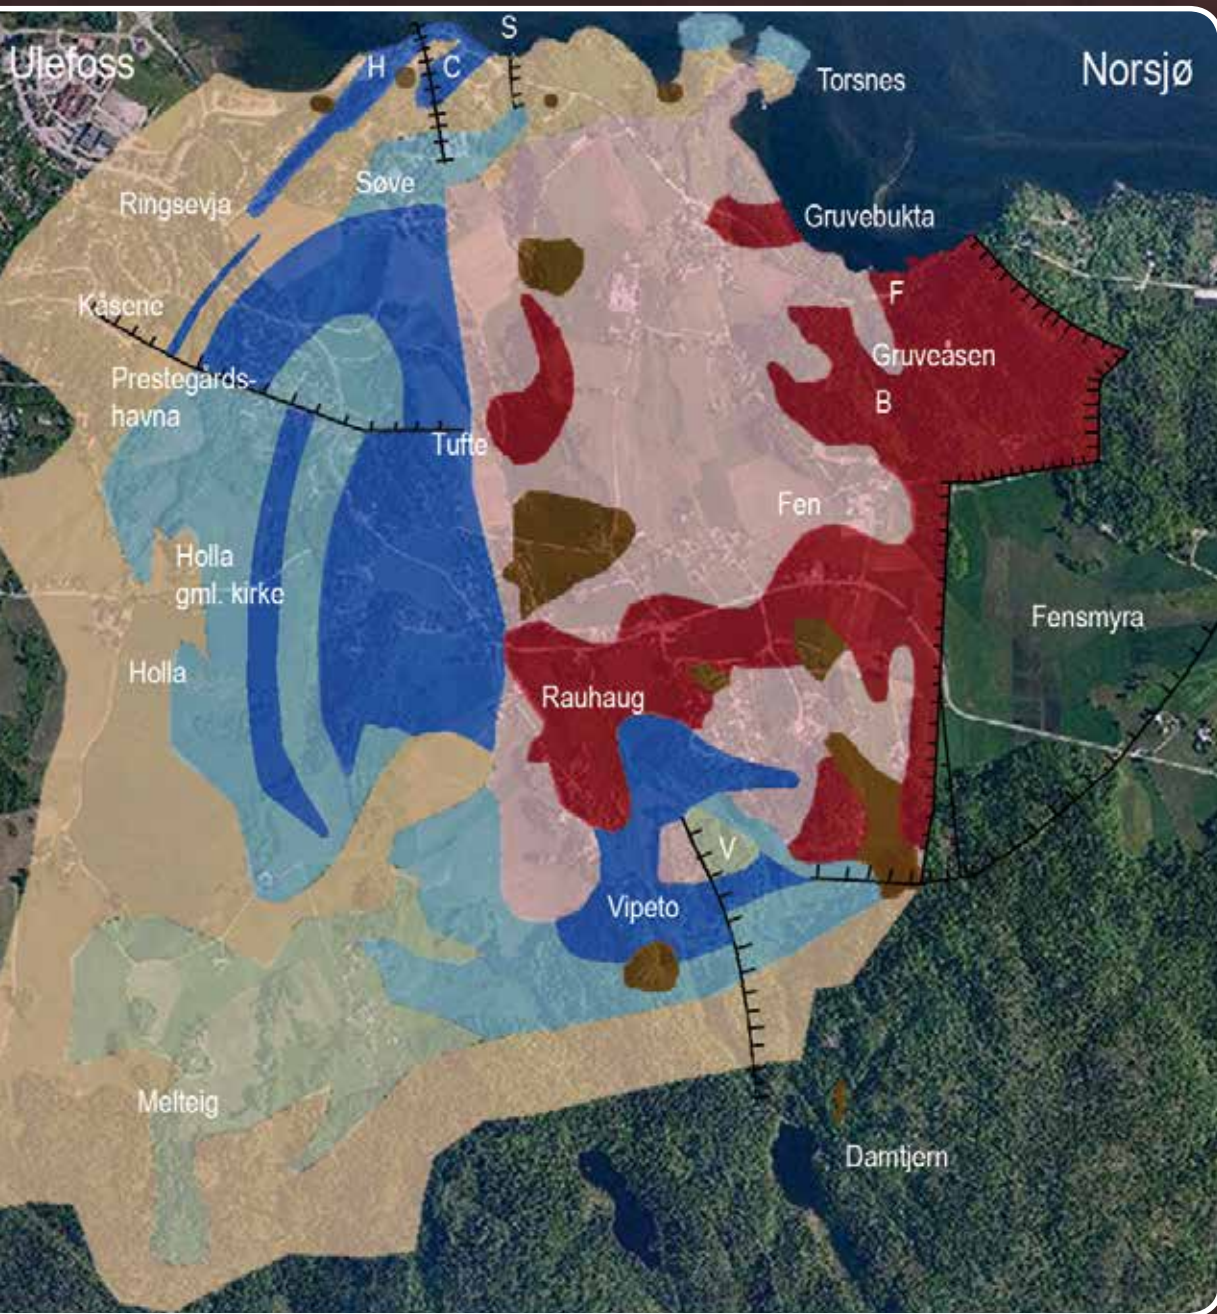 S
Ulefoss
H
C
Norsjø
Torsnes
Søve
Ringsevja
Gruvebukta
F
Kåsene
Gruveåsen
Prestegårds-
havna
B
Tufte
Fen
Holla
gml. kirke
Fensmyra
Holla
Rauhaug
V
Vipeto
Melteig
Damtjern